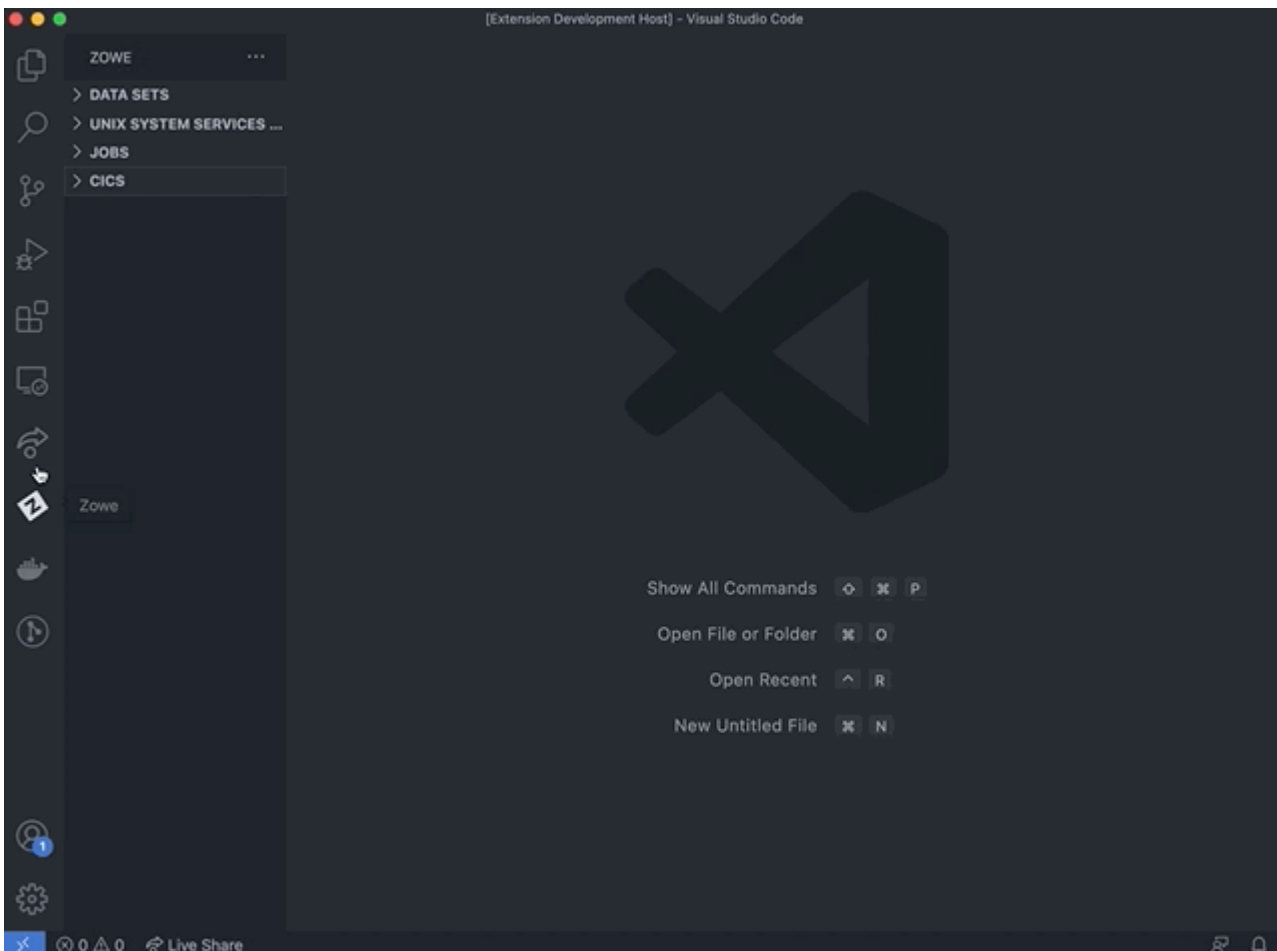 [Extension Development Host] - Visual Studio Code
ZOWE ...
DATA SETS
UNIX SYSTEM SERVICES ...
JOBS
CICS
Zowe
Show All Commands ⇧ ⌘ P
Open File or Folder ⌘ O
Open Recent ^ R
New Untitled File ⌘ N
1
0 0 Live Share